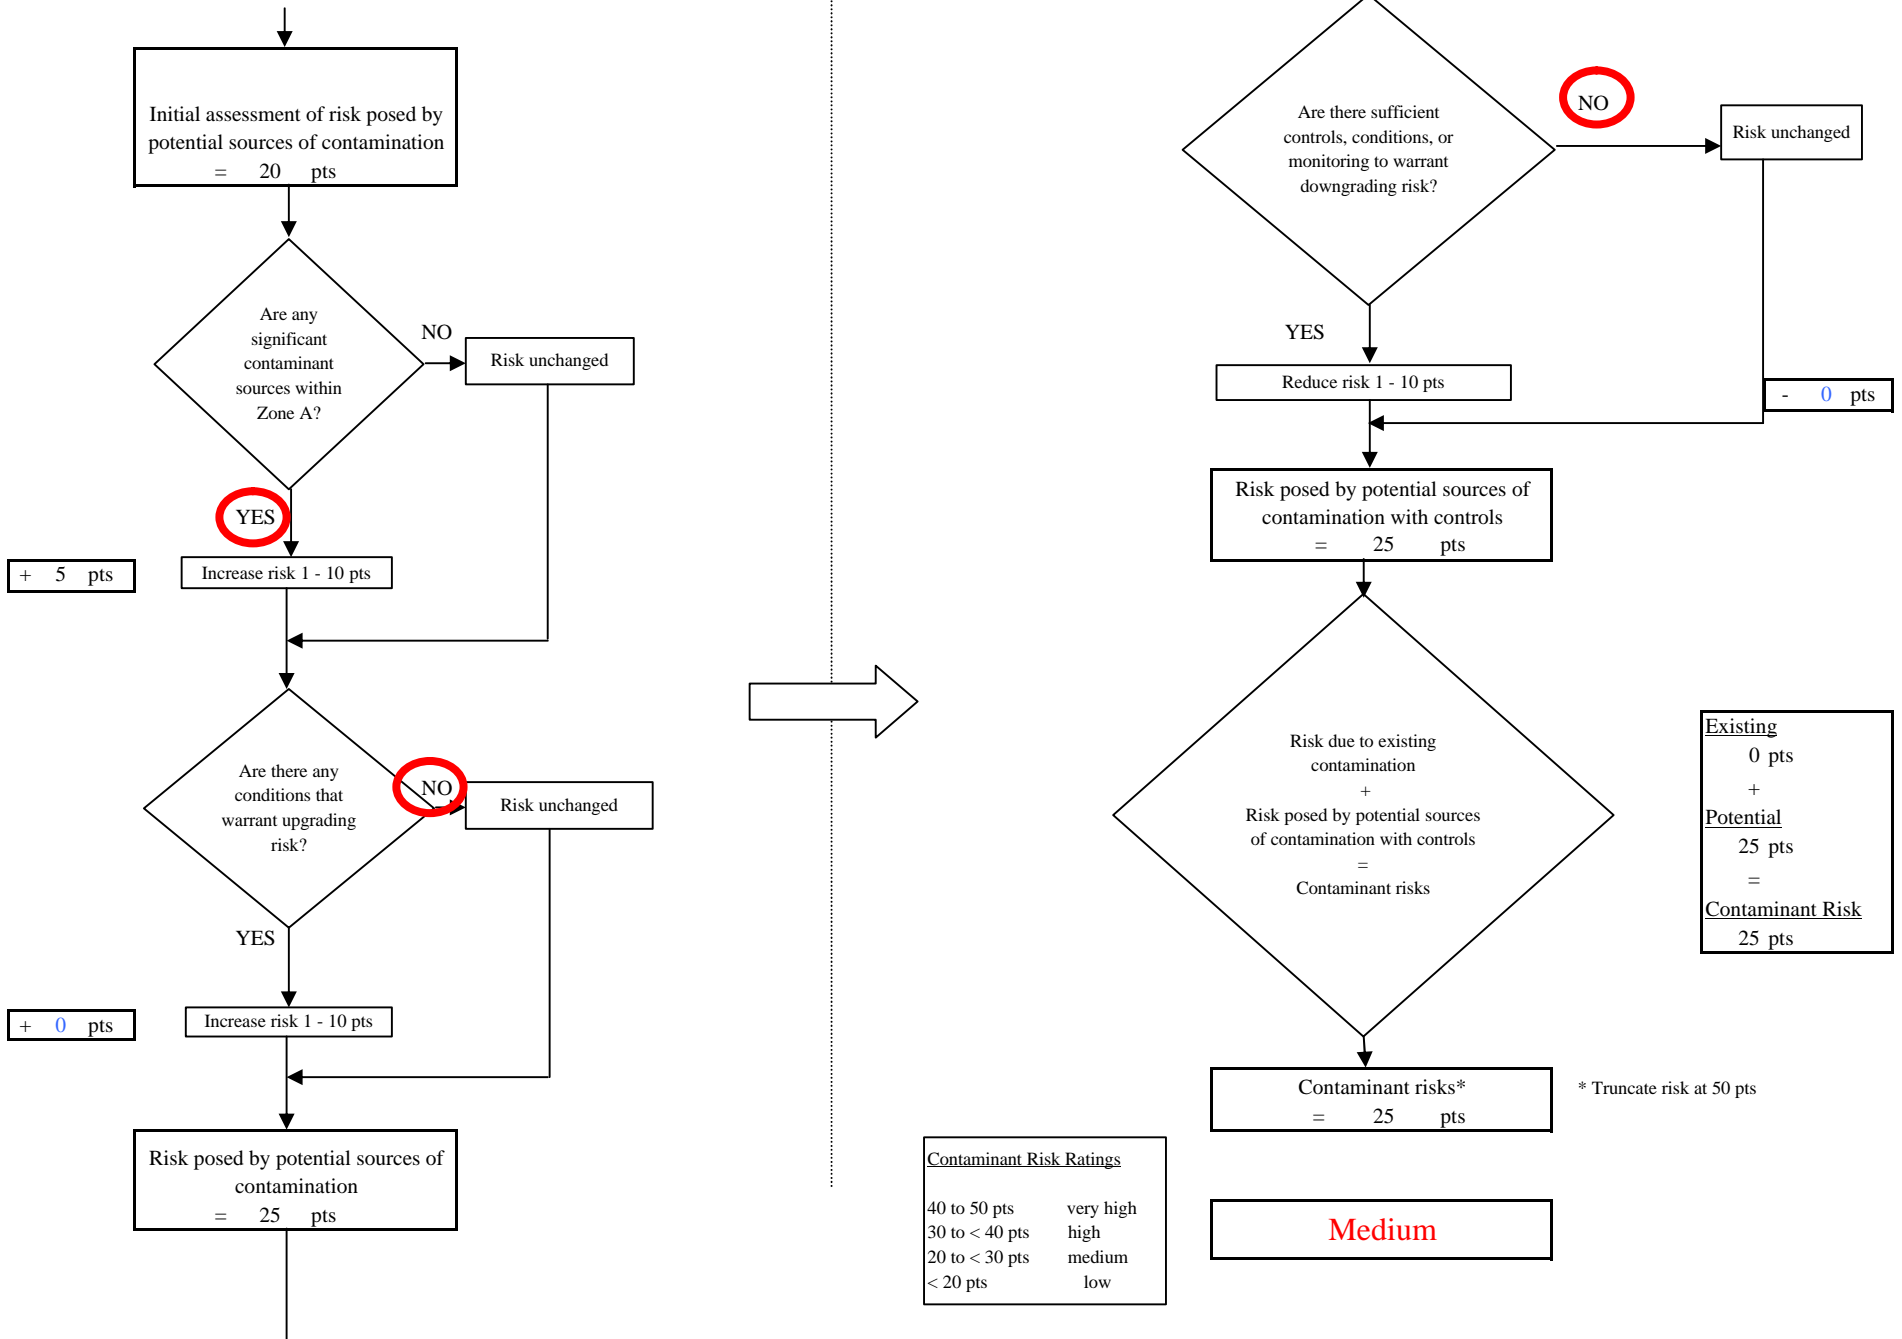 Initial assessment of risk posed by
potential sources of contamination
= 20 pts
Are any
significant
contaminant
sources within
Zone A?
NO
Risk unchanged
YES
+ 5 pts
Increase risk 1 - 10 pts
Are there any
conditions that
warrant upgrading
risk?
NO
Risk unchanged
YES
+ 0 pts
Increase risk 1 - 10 pts
Risk posed by potential sources of
contamination
= 25 pts
Are there sufficient
controls, conditions, or
monitoring to warrant
downgrading risk?
NO
Risk unchanged
YES
Reduce risk 1 - 10 pts
- 0 pts
Risk posed by potential sources of
contamination with controls
= 25 pts
Risk due to existing
contamination
+
Risk posed by potential sources
of contamination with controls
=
Contaminant risks
Existing
0 pts
+
Potential
25 pts
=
Contaminant Risk
25 pts
Contaminant risks*
= 25 pts
* Truncate risk at 50 pts
Contaminant Risk Ratings
40 to 50 pts very high
30 to < 40 pts high
20 to < 30 pts medium
< 20 pts low
Medium